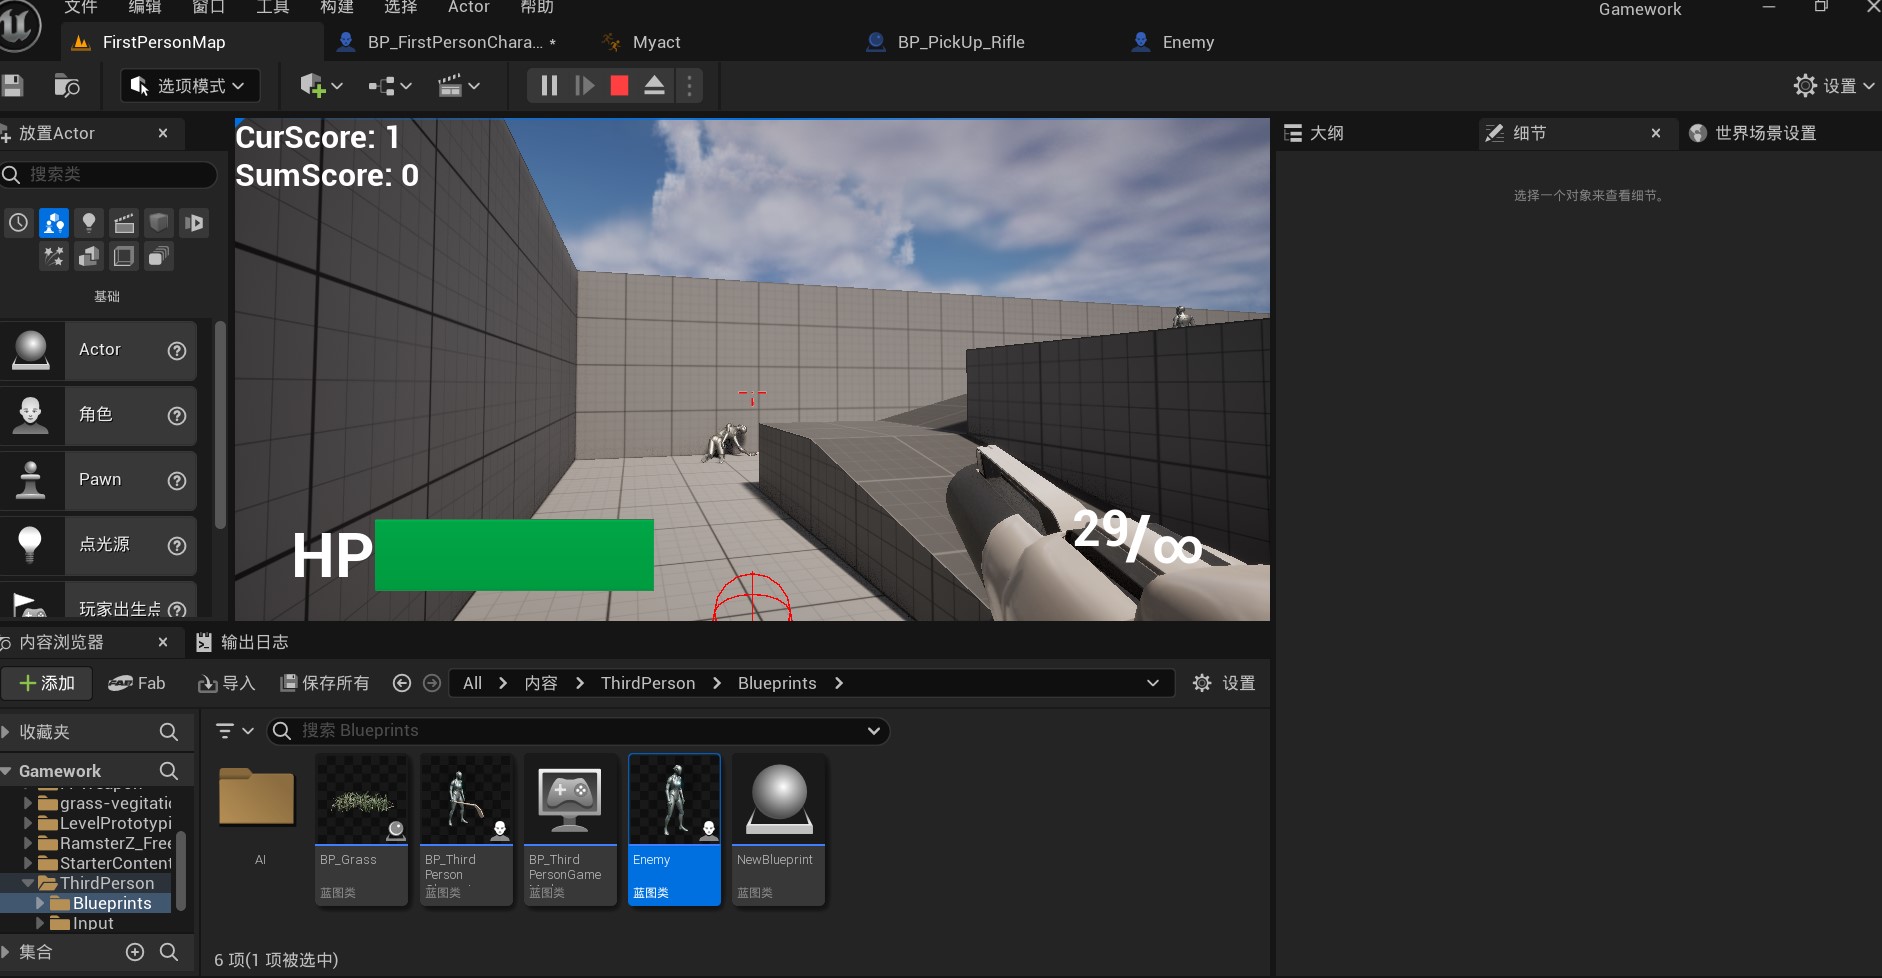 文件 编辑 窗口 工具 构建 选择 Actor 帮助
Gamework
FirstPersonMap
BP_FirstPersonChara... *
Myact
BP_PickUp_Rifle
Enemy
选项模式
设置
放置Actor
搜索类
基础
Actor
角色
Pawn
点光源
玩家出生点
CurScore: 1
SumScore: 0
HP
29/∞
大纲
细节
世界场景设置
选择一个对象来查看细节。
内容浏览器
输出日志
添加
Fab
导入
保存所有
All
内容
ThirdPerson
Blueprints
设置
收藏夹
Gamework
grass-vegitati
LevelPrototypi
RamsterZ_Free
StarterContent
ThirdPerson
Blueprints
Input
集合
搜索 Blueprints
AI
BP_Grass
蓝图类
BP_Third
Person
蓝图类
BP_Third
PersonGame
蓝图类
Enemy
蓝图类
NewBlueprint
蓝图类
6 项(1 项被选中)